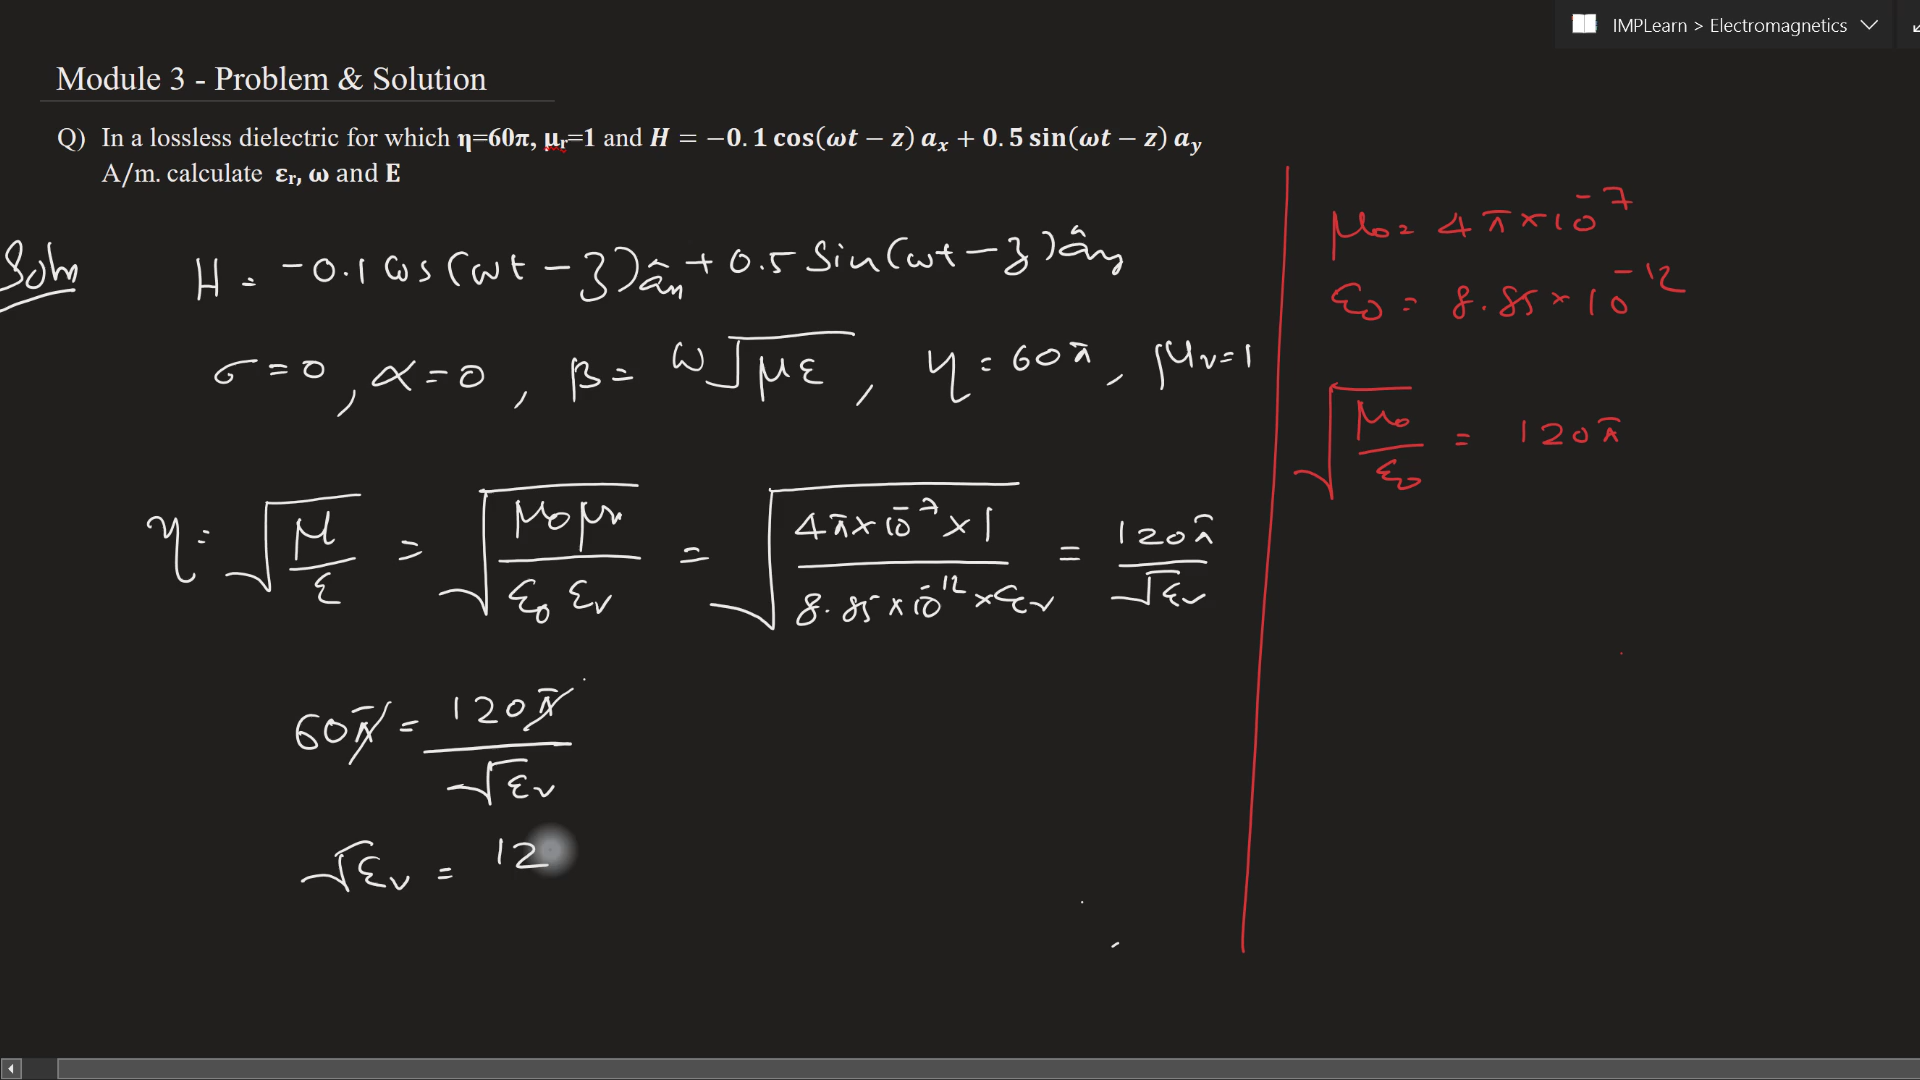 IMPLearn > Electromagnetics
Module 3 - Problem & Solution
Q) In a lossless dielectric for which η=60π, μr=1 and H = −0.1 cos(ωt − z) ax + 0.5 sin(ωt − z) ay
A/m. calculate εr, ω and E
Soln H = -0.1 cos(ωt - z) âx + 0.5 sin(ωt - z) ây
σ = 0, α = 0, β = ω√με, η = 60π, μr = 1
η = √(μ/ε) = √(μ0μr/ε0εr) = √(4π×10^-7×1/8.85×10^-12×εr) = 120π/√εr
60π = 120π/√εr
√εr = 12
μ0 = 4π×10^-7
ε0 = 8.85×10^-12
√(μ0/ε0) = 120π